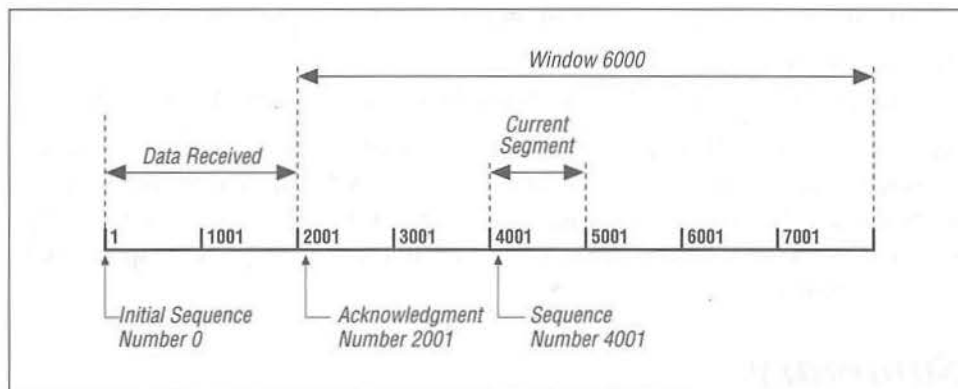 Window 6000
Current
Segment
Data Received
1 1001 2001 3001 4001 5001 6001 7001
Initial Sequence
Number 0
Acknowledgment
Number 2001
Sequence
Number 4001